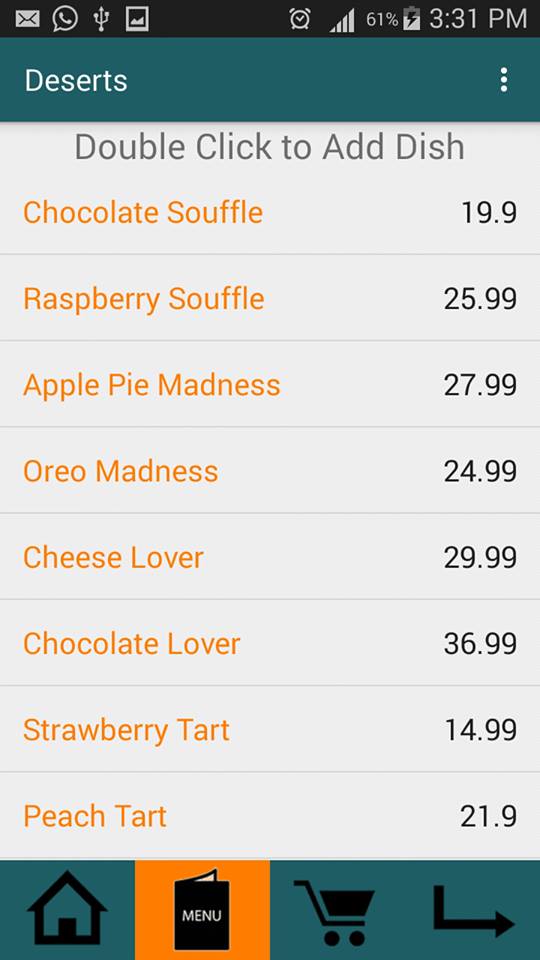 61% 3:31 PM
Deserts
Double Click to Add Dish
Chocolate Souffle 19.9
Raspberry Souffle 25.99
Apple Pie Madness 27.99
Oreo Madness 24.99
Cheese Lover 29.99
Chocolate Lover 36.99
Strawberry Tart 14.99
Peach Tart 21.9
MENU